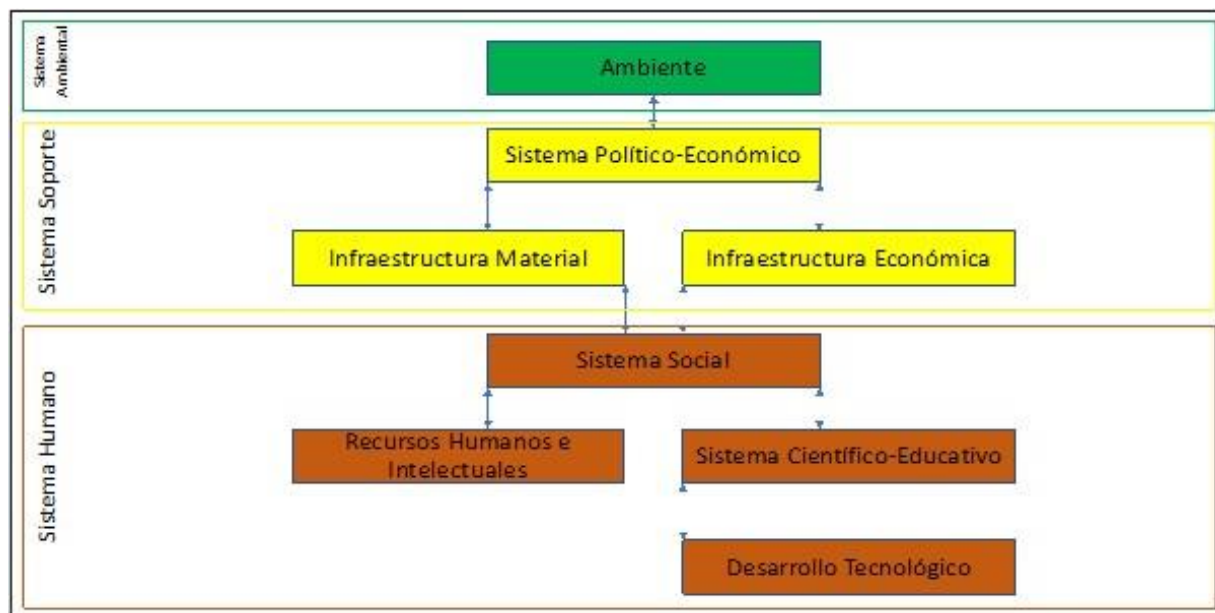 Sistema
Ambiental
Ambiente
Sistema Soporte
Sistema Político-Económico
Infraestructura Material
Infraestructura Económica
Sistema Humano
Sistema Social
Recursos Humanos e
Intelectuales
Sistema Científico-Educativo
Desarrollo Tecnológico